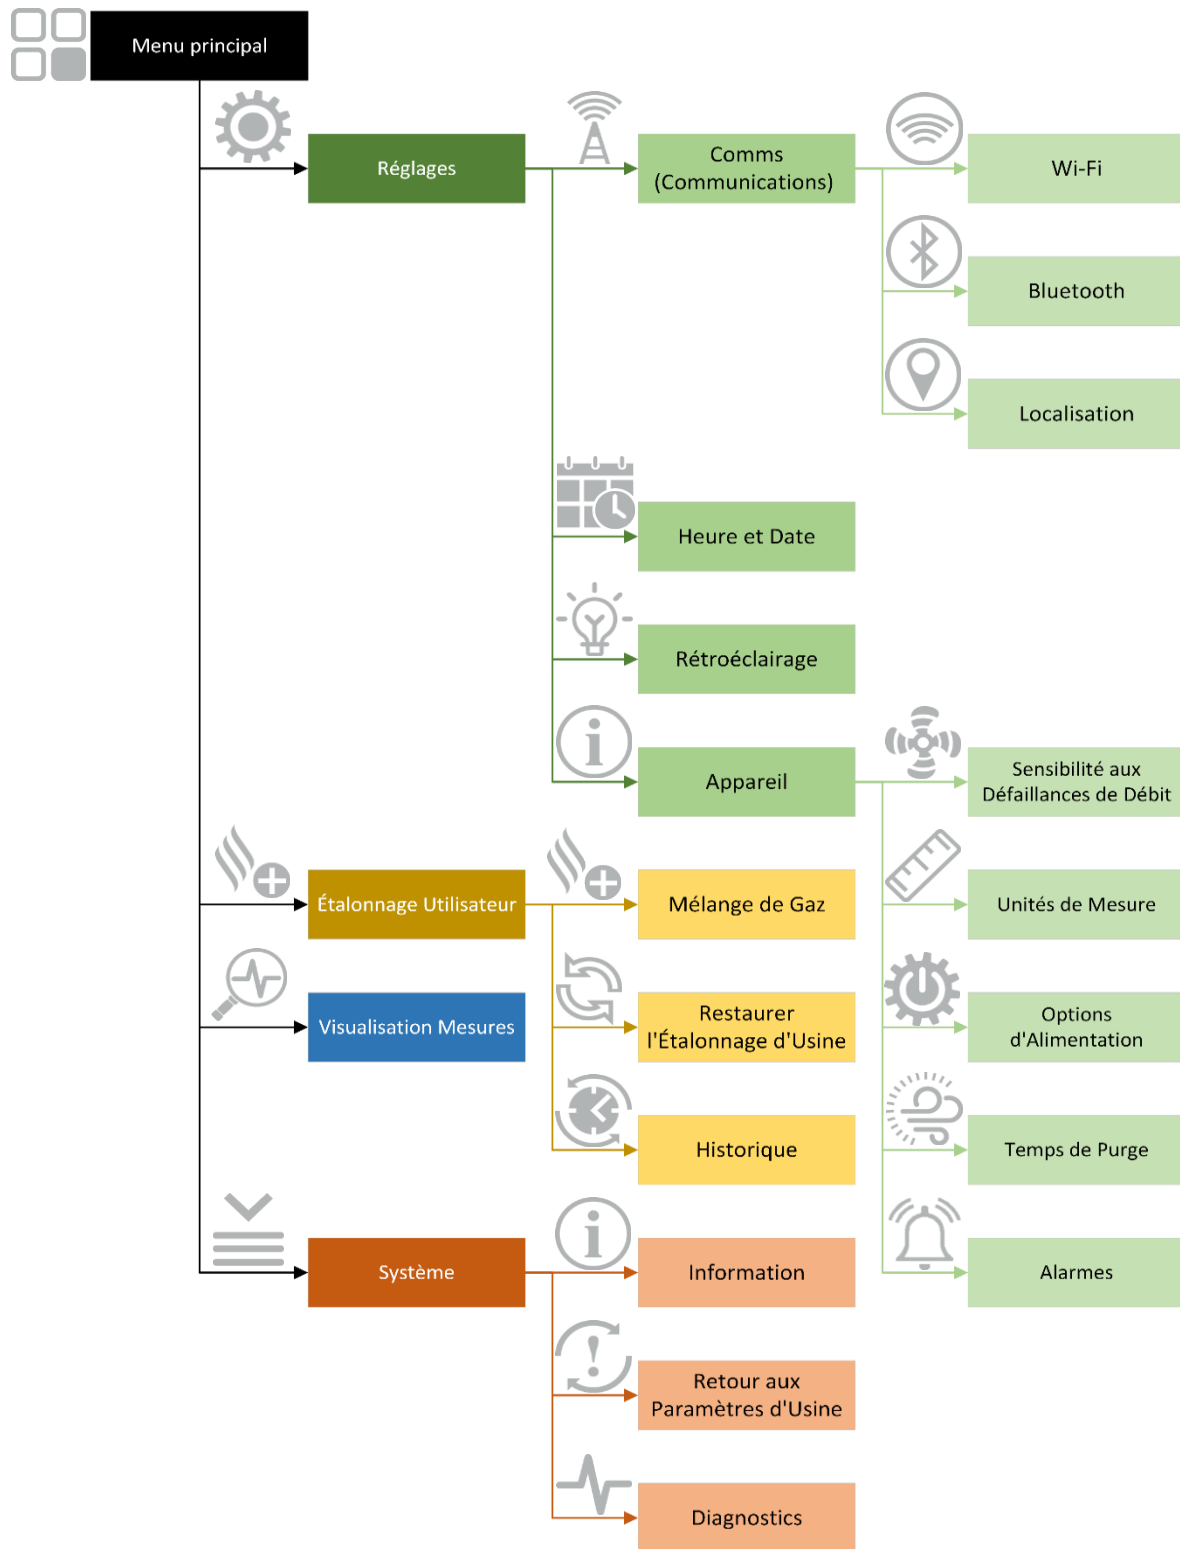 Menu principal
Réglages
Comms
(Communications)
Wi-Fi
Bluetooth
Localisation
Heure et Date
Rétroéclairage
Appareil
Sensibilité aux
Défaillances de Débit
Étalonnage Utilisateur
Mélange de Gaz
Unités de Mesure
Visualisation Mesures
Restaurer
l'Étalonnage d'Usine
Options
d'Alimentation
Historique
Temps de Purge
Système
Information
Alarmes
Retour aux
Paramètres d'Usine
Diagnostics